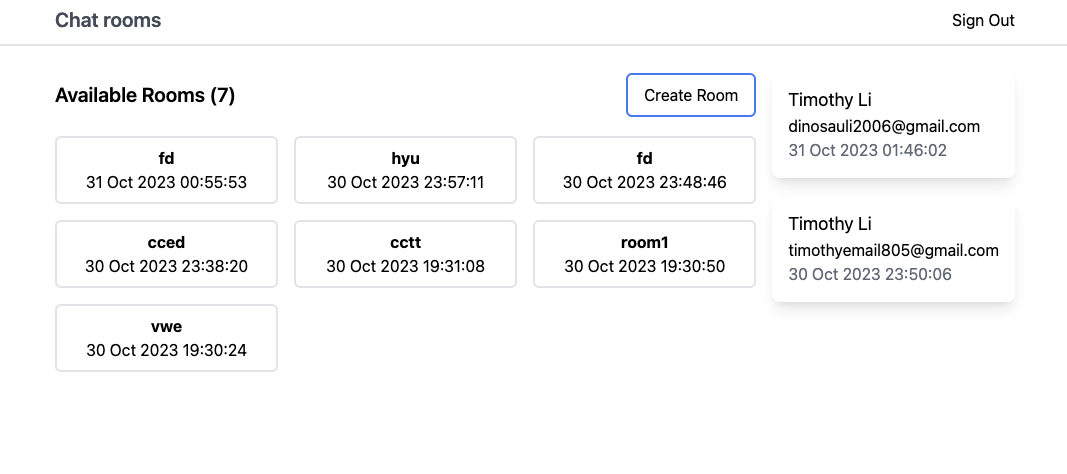 Chat rooms
Sign Out
Available Rooms (7)
Create Room
fd
31 Oct 2023 00:55:53
hyu
30 Oct 2023 23:57:11
fd
30 Oct 2023 23:48:46
cced
30 Oct 2023 23:38:20
cctt
30 Oct 2023 19:31:08
room1
30 Oct 2023 19:30:50
vwe
30 Oct 2023 19:30:24
Timothy Li
dinosauli2006@gmail.com
31 Oct 2023 01:46:02
Timothy Li
timothyemail805@gmail.com
30 Oct 2023 23:50:06